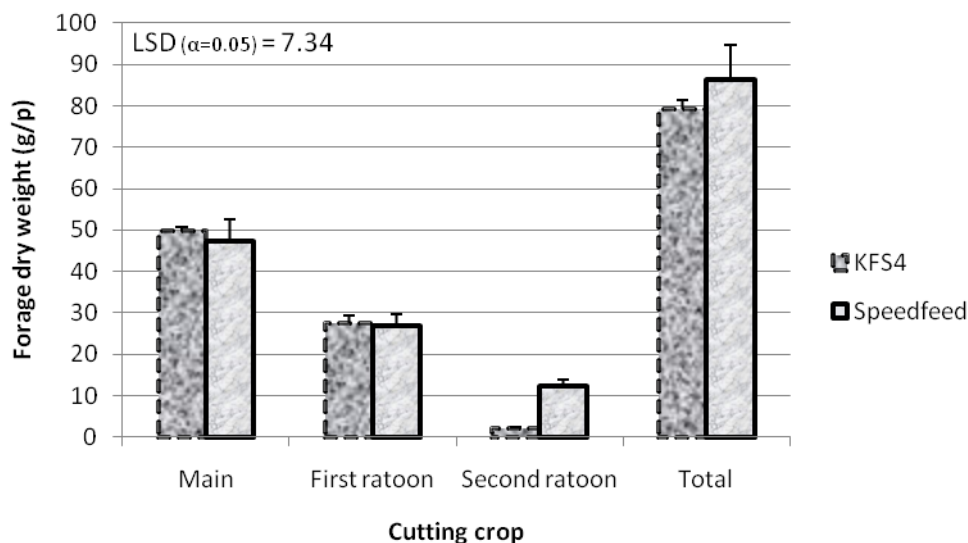 LSD (α=0.05) = 7.34
Forage dry weight (g/p)
100
90
80
70
60
50
40
30
20
10
0
Main First ratoon Second ratoon Total
Cutting crop
KFS4
Speedfeed